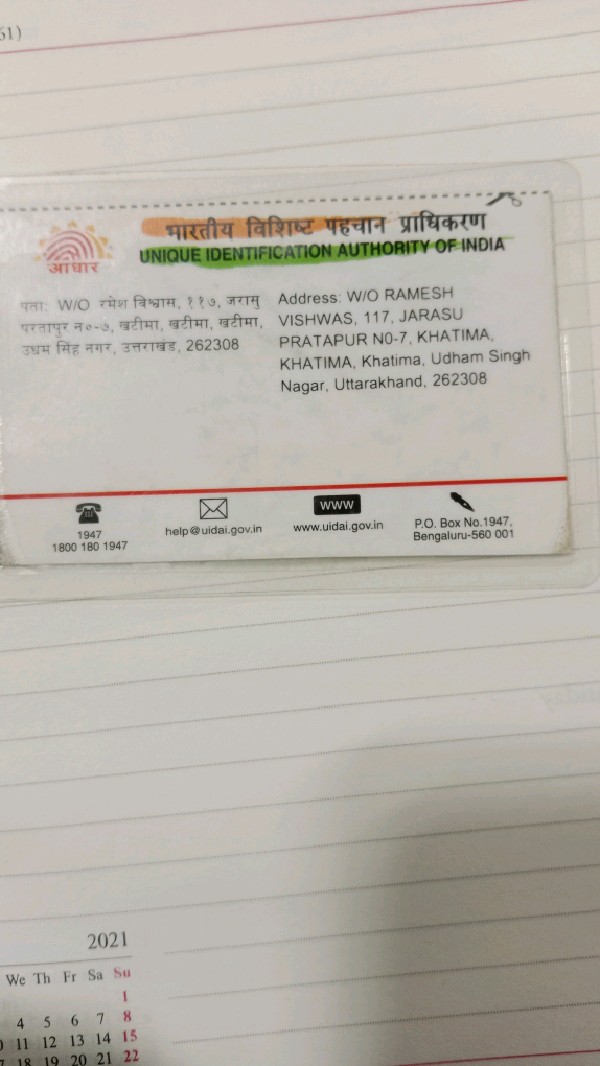 61)
भारतीय विशिष्ट पहचान प्राधिकरण
UNIQUE IDENTIFICATION AUTHORITY OF INDIA
आधार
पता: W/O रमेश विश्वास, ११७, जरासु
परतापुर न०-७, खटीमा, खटीमा, खटीमा,
उधम सिंह नगर, उत्तराखंड, 262308
Address: W/O RAMESH
VISHWAS, 117, JARASU
PRATAPUR N0-7, KHATIMA,
KHATIMA, Khatima, Udham Singh
Nagar, Uttarakhand, 262308
1947
1800 180 1947
help@uidai.gov.in
WWW
www.uidai.gov.in
P.O. Box No.1947,
Bengaluru-560 001
2021
We Th Fr Sa Su
1
4 5 6 7 8
11 12 13 14 15
18 19 20 21 22